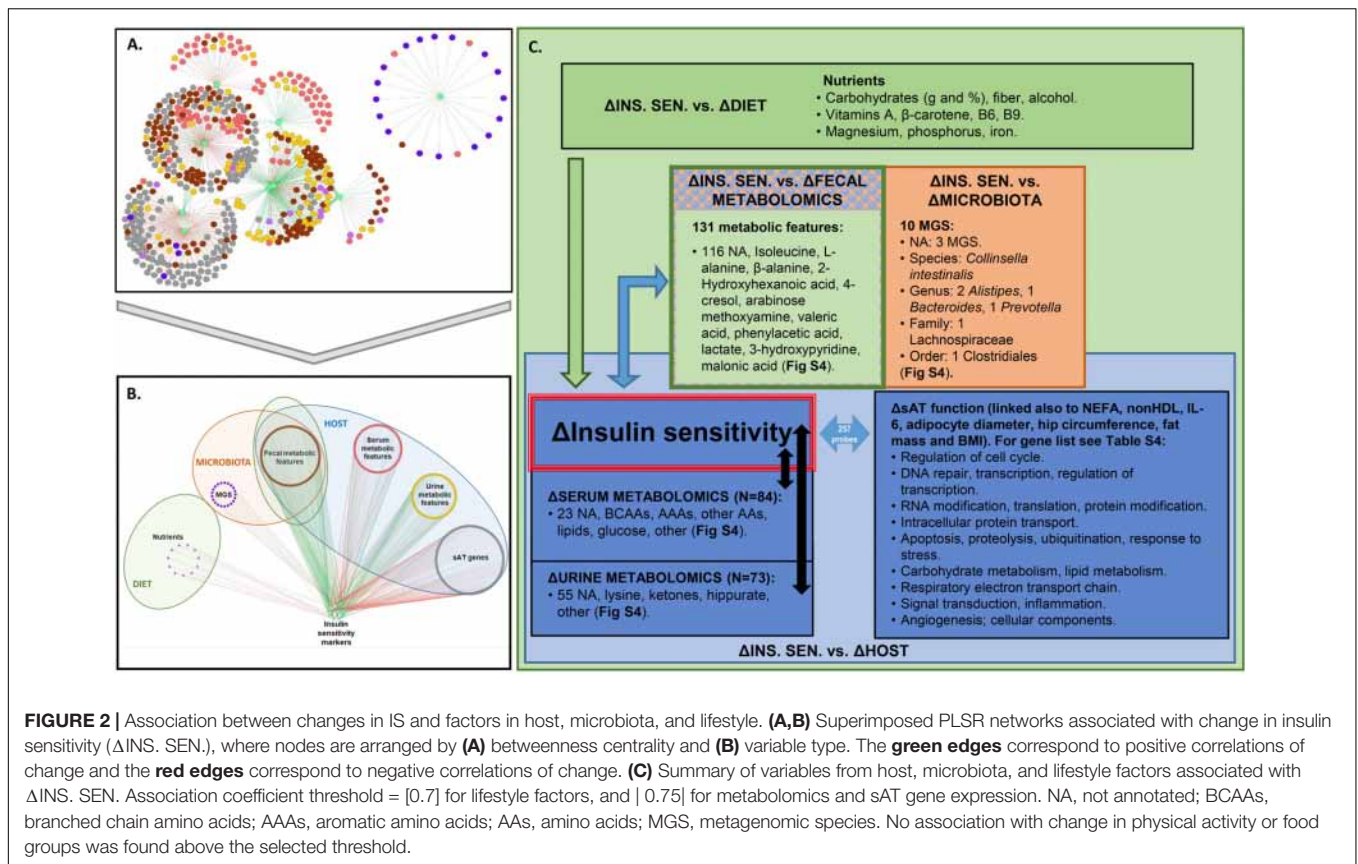 A.
B.
HOST
MICROBIOTA
Fecal metabolic
features
Serum
metabolic
features
MGS
Urine
metabolic
features
Nutrients
DIET
sAT genes
Insulin
sensitivity
markers
C.
ΔINS. SEN. vs. ΔDIET
Nutrients
• Carbohydrates (g and %), fiber, alcohol.
• Vitamins A, β-carotene, B6, B9.
• Magnesium, phosphorus, iron.
ΔINS. SEN. vs. ΔFECAL
METABOLOMICS
131 metabolic features:
• 116 NA, Isoleucine, L-
alanine, β-alanine, 2-
Hydroxyhexanoic acid, 4-
cresol, arabinose
methoxyamine, valeric
acid, phenylacetic acid,
lactate, 3-hydroxypyridine,
malonic acid (Fig S4).
ΔINS. SEN. vs.
ΔMICROBIOTA
10 MGS:
• NA: 3 MGS.
• Species: Collinsella
intestinalis
• Genus: 2 Alistipes, 1
Bacteroides, 1 Prevotella
• Family: 1
Lachnospiraceae
• Order: 1 Clostridiales
(Fig S4).
ΔInsulin sensitivity
257
probes
ΔSERUM METABOLOMICS (N=84):
• 23 NA, BCAAs, AAAs, other AAs,
lipids, glucose, other (Fig S4).
ΔURINE METABOLOMICS (N=73):
• 55 NA, lysine, ketones, hippurate,
other (Fig S4).
ΔsAT function (linked also to NEFA, nonHDL, IL-
6, adipocyte diameter, hip circumference, fat
mass and BMI). For gene list see Table S4:
• Regulation of cell cycle.
• DNA repair, transcription, regulation of
transcription.
• RNA modification, translation, protein modification.
• Intracellular protein transport.
• Apoptosis, proteolysis, ubiquitination, response to
stress.
• Carbohydrate metabolism, lipid metabolism.
• Respiratory electron transport chain.
• Signal transduction, inflammation.
• Angiogenesis; cellular components.
ΔINS. SEN. vs. ΔHOST
FIGURE 2 | Association between changes in IS and factors in host, microbiota, and lifestyle. (A,B) Superimposed PLSR networks associated with change in insulin
sensitivity (ΔINS. SEN.), where nodes are arranged by (A) betweenness centrality and (B) variable type. The green edges correspond to positive correlations of
change and the red edges correspond to negative correlations of change. (C) Summary of variables from host, microbiota, and lifestyle factors associated with
ΔINS. SEN. Association coefficient threshold = [0.7] for lifestyle factors, and | 0.75| for metabolomics and sAT gene expression. NA, not annotated; BCAAs,
branched chain amino acids; AAAs, aromatic amino acids; AAs, amino acids; MGS, metagenomic species. No association with change in physical activity or food
groups was found above the selected threshold.